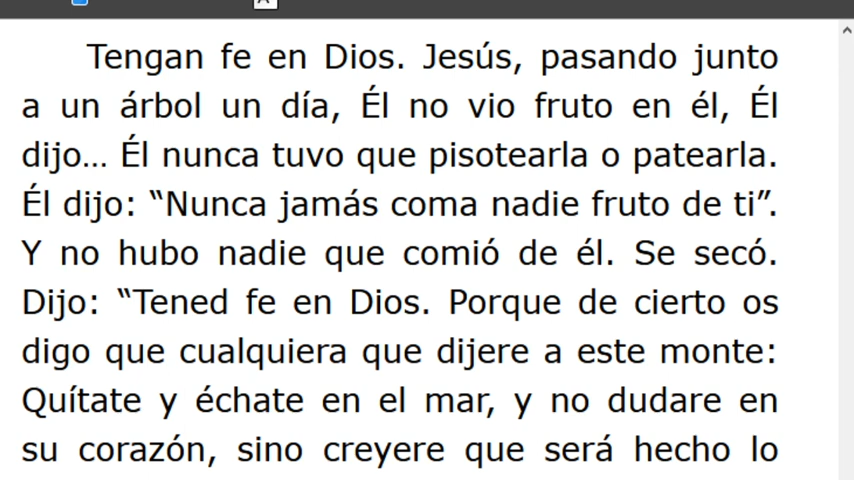 Tengan fe en Dios. Jesús, pasando junto
a un árbol un día, Él no vio fruto en él, Él
dijo... Él nunca tuvo que pisotearla o patearla.
Él dijo: “Nunca jamás coma nadie fruto de ti”.
Y no hubo nadie que comió de él. Se secó.
Dijo: “Tened fe en Dios. Porque de cierto os
digo que cualquiera que dijere a este monte:
Quítate y échate en el mar, y no dudare en
su corazón, sino creyere que será hecho lo